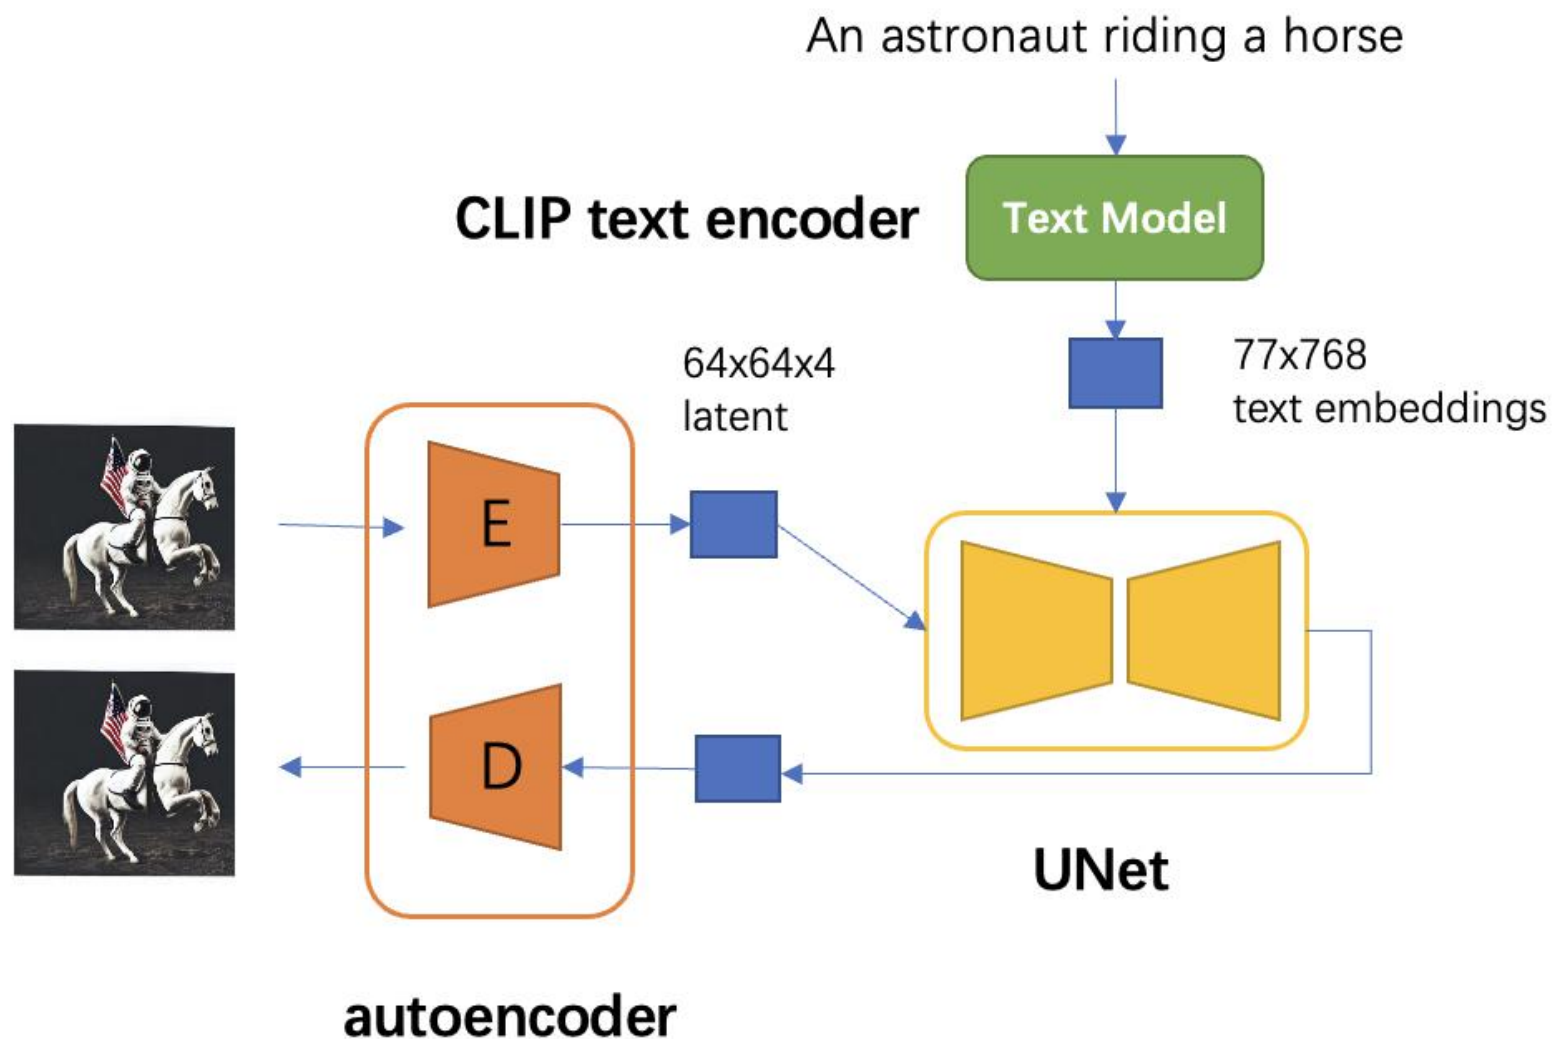 An astronaut riding a horse
CLIP text encoder
Text Model
64x64x4
latent
77x768
text embeddings
E
D
UNet
autoencoder